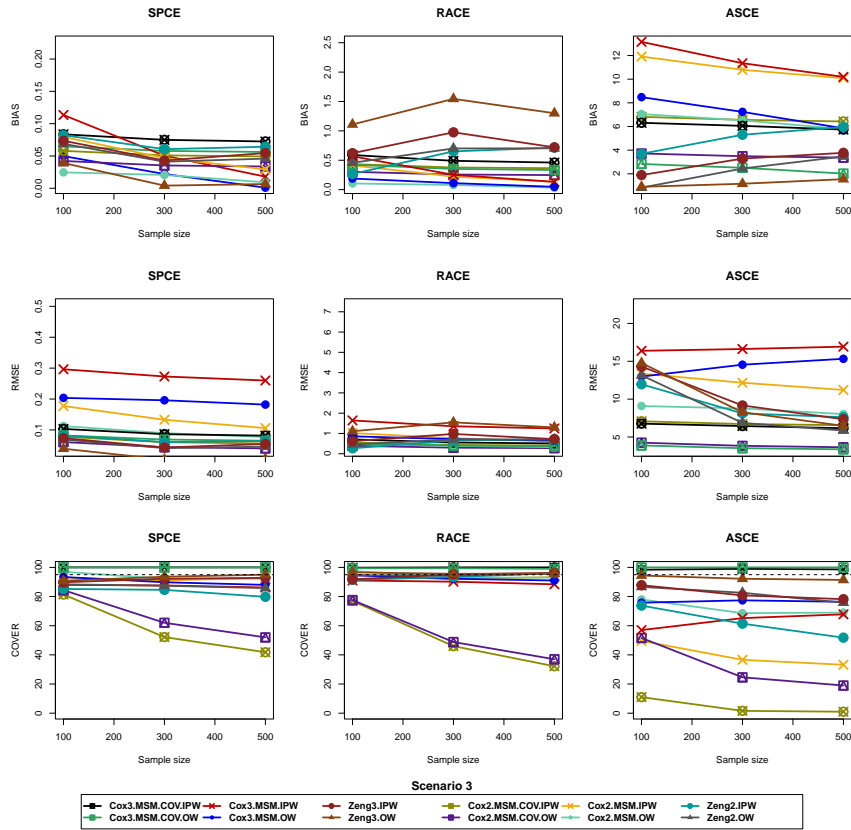 SPCE RACE ASCE
BIAS
0.00 0.05 0.10 0.15 0.20
100 200 300 400 500
Sample size
BIAS
0.0 0.5 1.0 1.5 2.0 2.5
100 200 300 400 500
Sample size
BIAS
2 4 6 8 10 12
100 200 300 400 500
Sample size
SPCE RACE ASCE
RMSE
0.1 0.2 0.3 0.4 0.5
100 200 300 400 500
Sample size
RMSE
0 1 2 3 4 5 6 7
100 200 300 400 500
Sample size
RMSE
5 10 15 20
100 200 300 400 500
Sample size
SPCE RACE ASCE
COVER
0 20 40 60 80 100
100 200 300 400 500
Sample size
COVER
0 20 40 60 80 100
100 200 300 400 500
Sample size
COVER
0 20 40 60 80 100
100 200 300 400 500
Sample size
Scenario 3
Cox3.MSM.COV.IPW Cox3.MSM.IPW Zeng3.IPW Cox2.MSM.COV.IPW Cox2.MSM.IPW Zeng2.IPW
Cox3.MSM.COV.OW Cox3.MSM.OW Zeng3.OW Cox2.MSM.COV.OW Cox2.MSM.OW Zeng2.OW